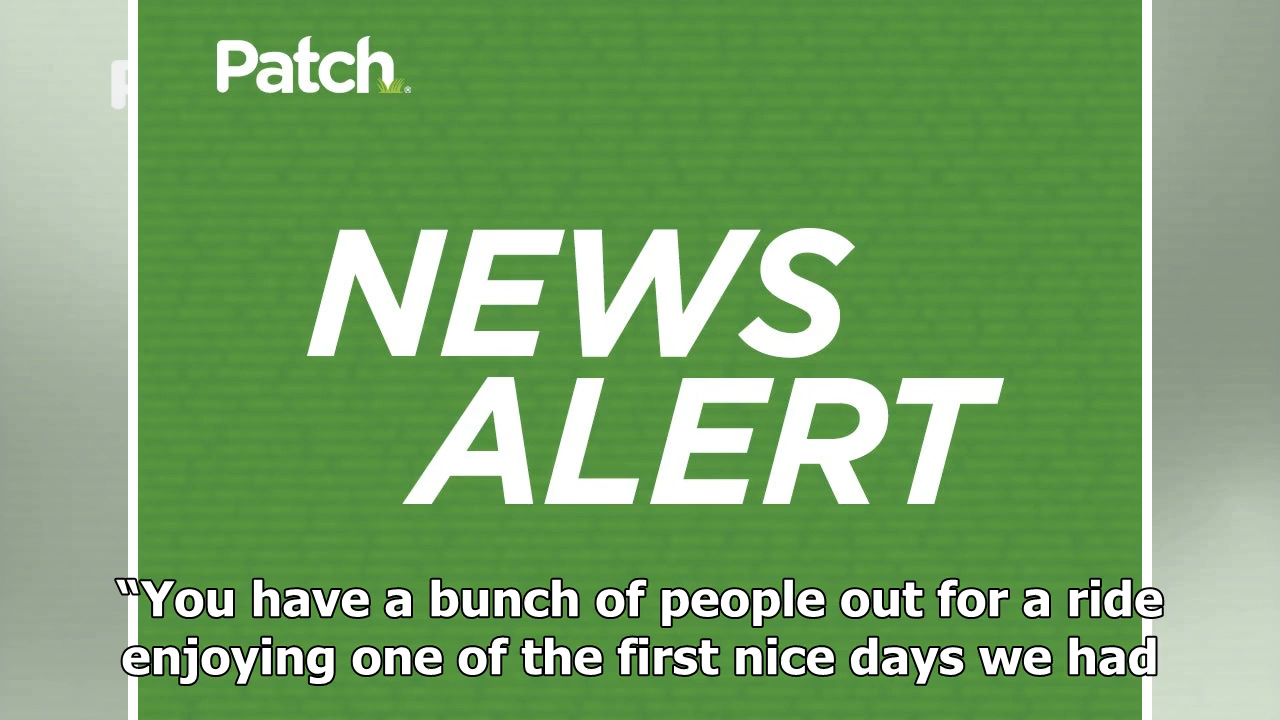 Patch®
NEWS
ALERT
“You have a bunch of people out for a ride
enjoying one of the first nice days we had